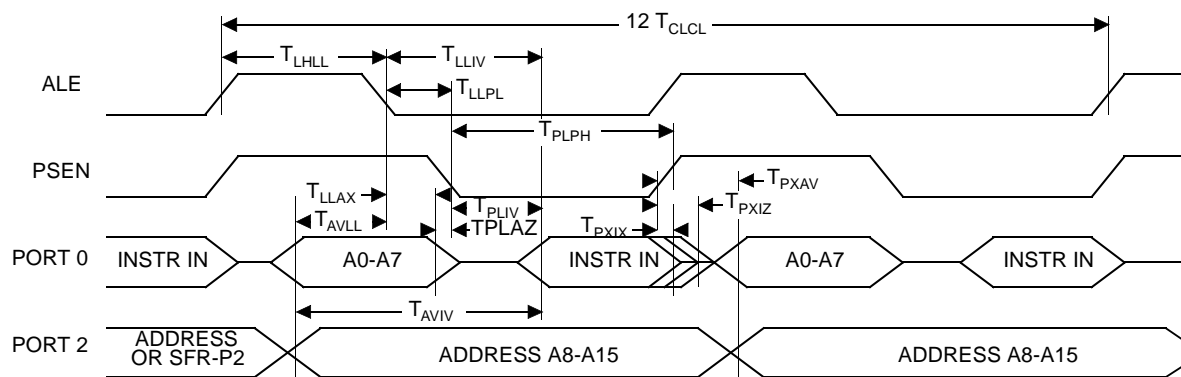 12 TCLCL
TLHLL TLLIV
ALE
TLLPL
TPLPH
PSEN
TLLAX TPXAV
TAVLL TPLIV TPXIZ
TPLAZ TPXIX
PORT 0 INSTR IN A0-A7 INSTR IN A0-A7 INSTR IN
TAVIV
PORT 2 ADDRESS OR SFR-P2 ADDRESS A8-A15 ADDRESS A8-A15